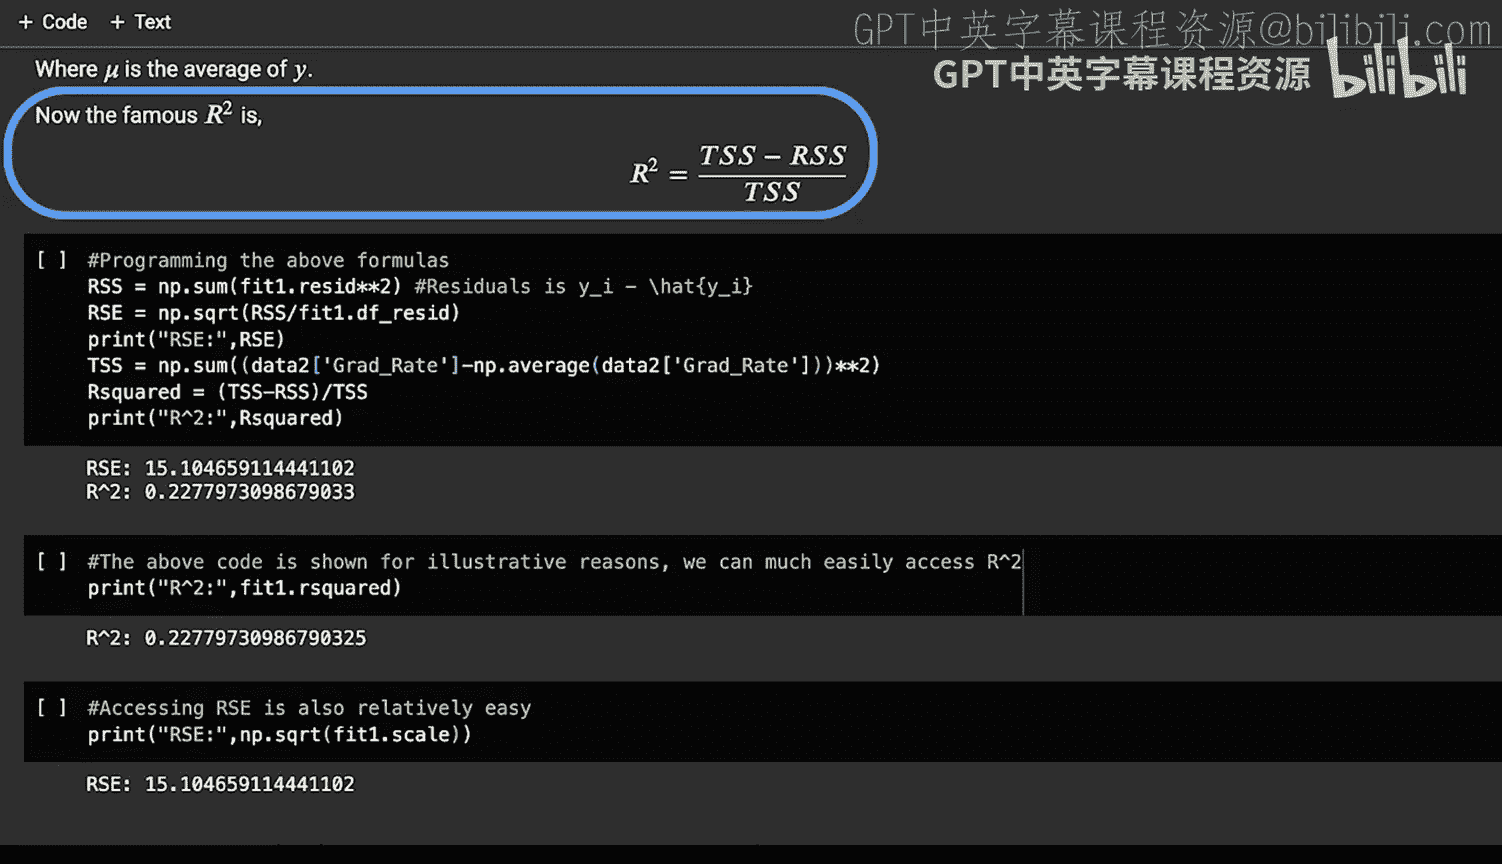 + Code + Text
GPT中英字幕课程资源@bilibili.com
GPT中英字幕课程资源 bilibili
Where μ is the average of y.
Now the famous R² is,
R² = (TSS − RSS) / TSS
[ ] #Programming the above formulas
RSS = np.sum(fit1.resid**2) #Residuals is y_i - \hat{y_i}
RSE = np.sqrt(RSS/fit1.df_resid)
print("RSE:",RSE)
TSS = np.sum((data2['Grad_Rate']-np.average(data2['Grad_Rate']))**2)
Rsquared = (TSS-RSS)/TSS
print("R^2:",Rsquared)
RSE: 15.104659114441102
R^2: 0.2277973098679033
[ ] #The above code is shown for illustrative reasons, we can much easily access R^2
print("R^2:",fit1.rsquared)
R^2: 0.22779730986790325
[ ] #Accessing RSE is also relatively easy
print("RSE:",np.sqrt(fit1.scale))
RSE: 15.104659114441102